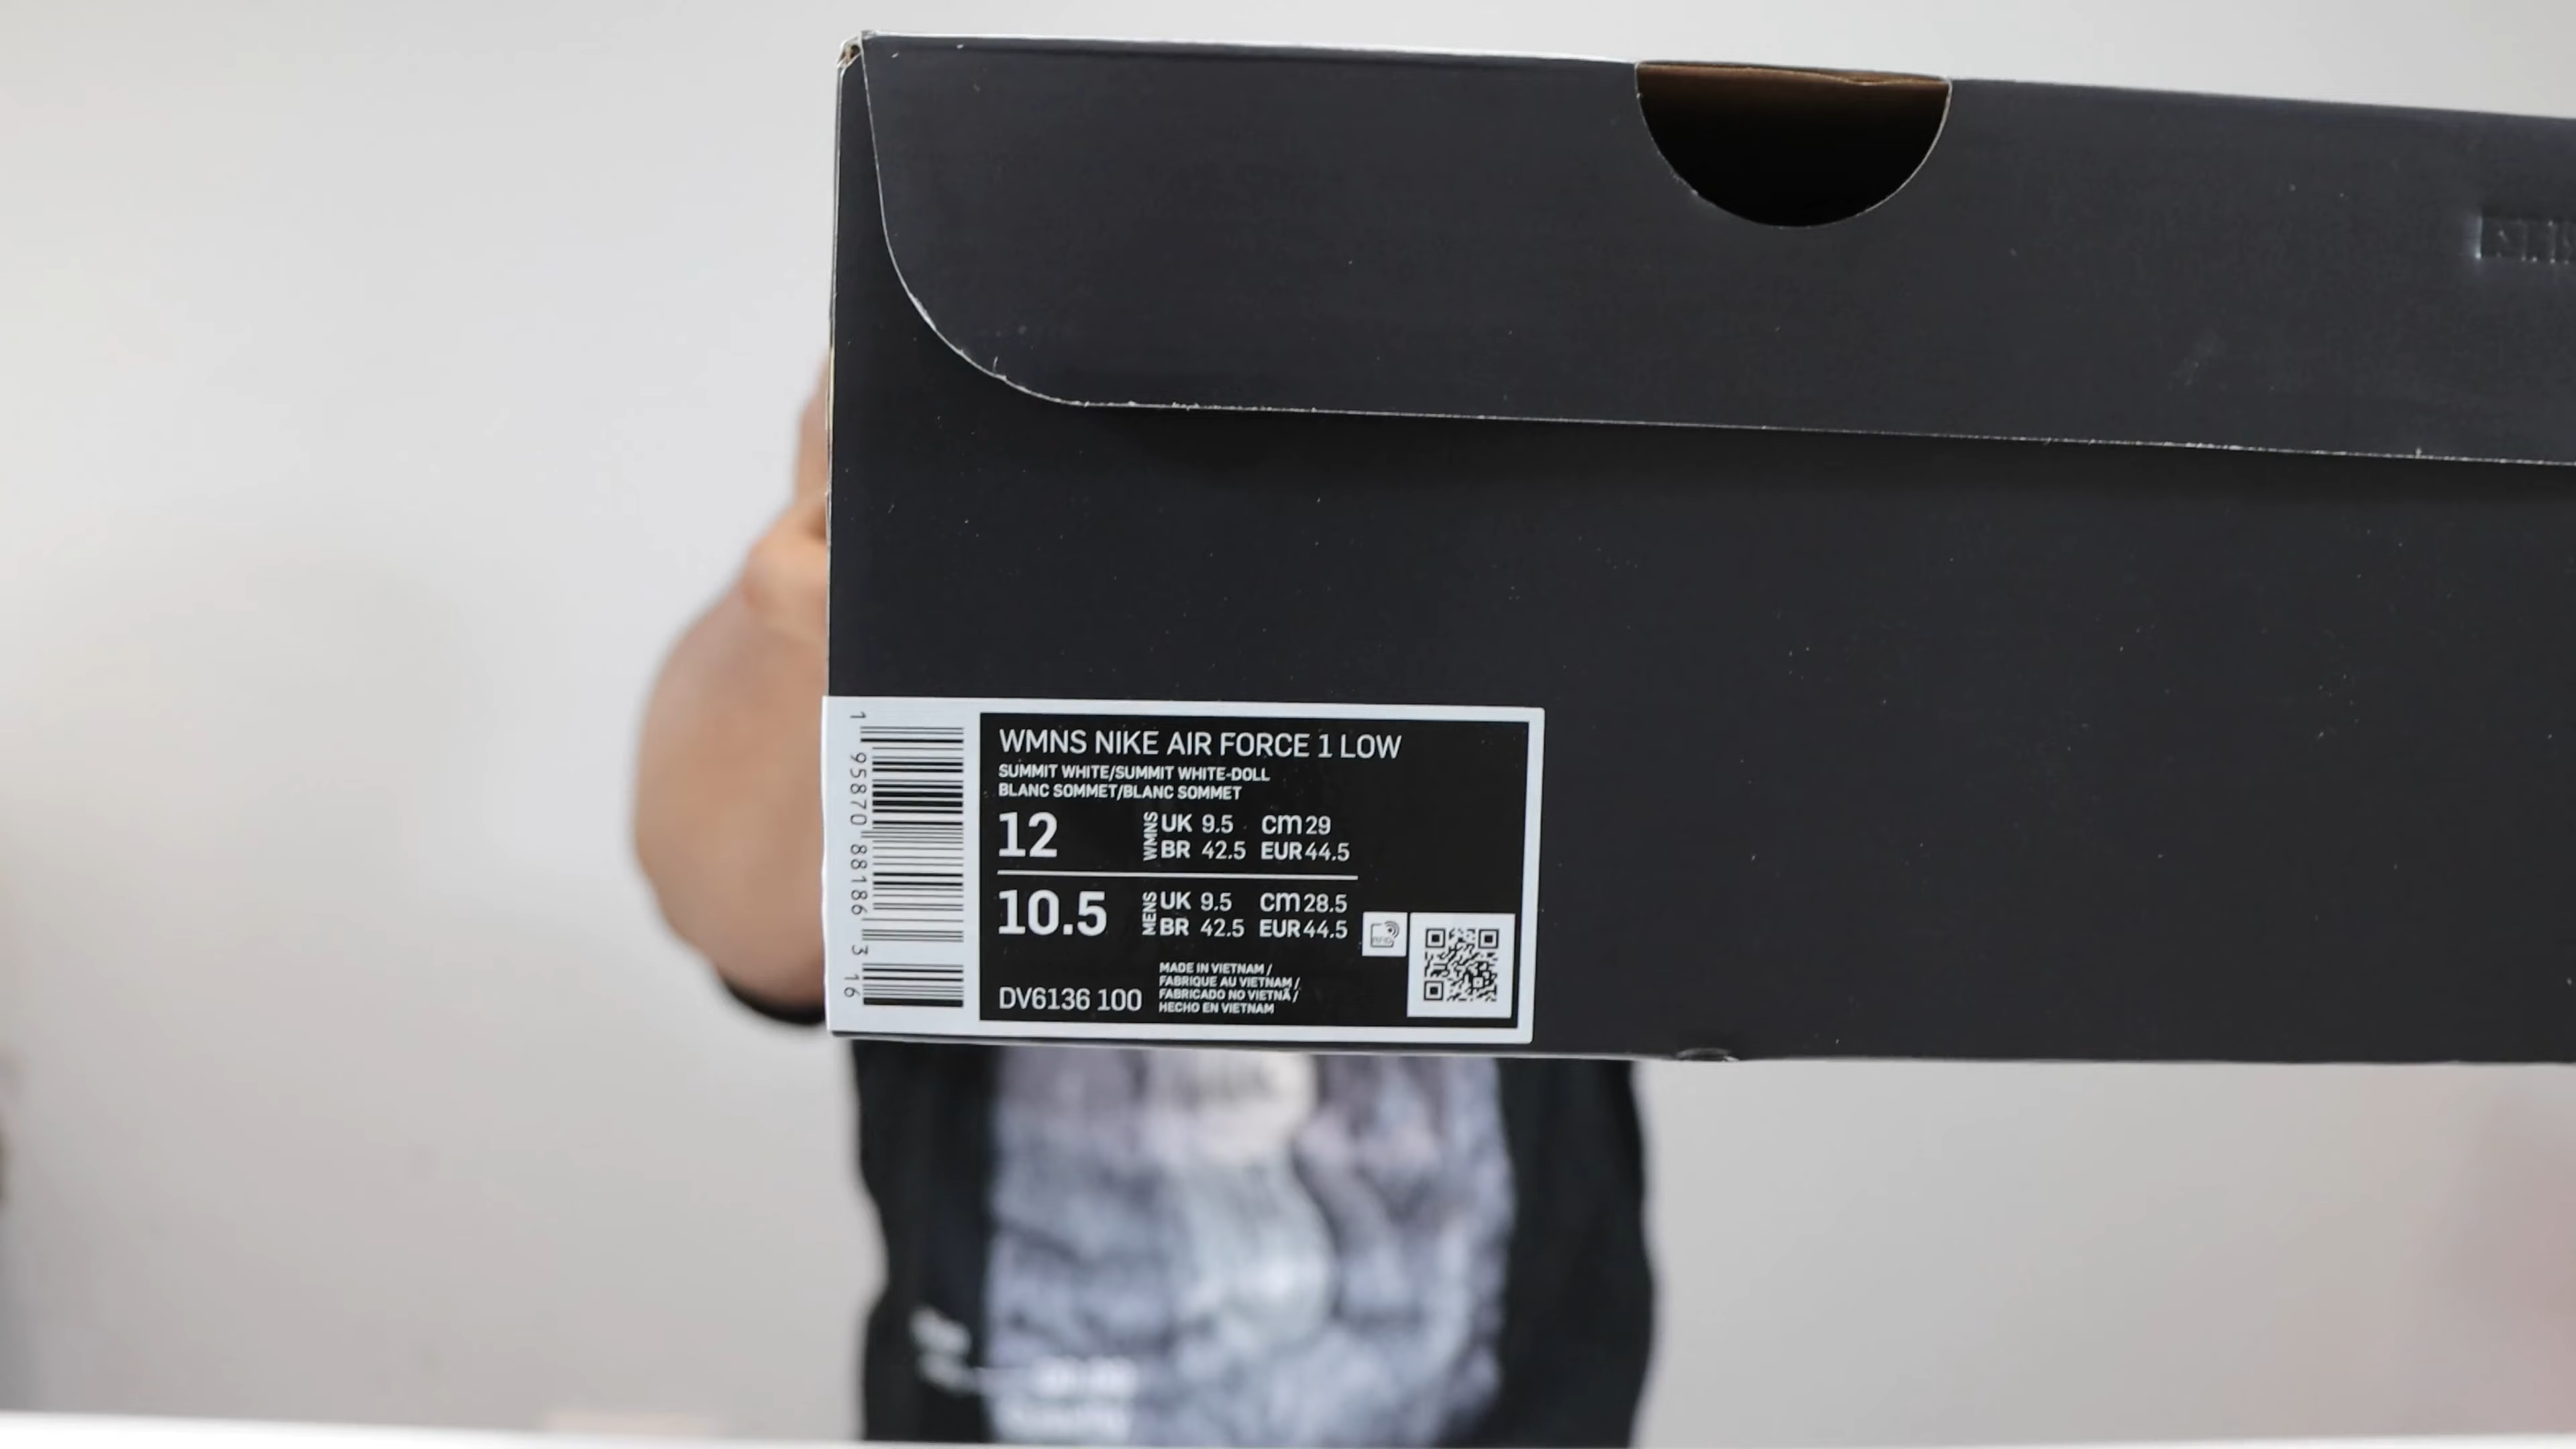 WMNS NIKE AIR FORCE 1 LOW
SUMMIT WHITE/SUMMIT WHITE-DOLL
BLANC SOMMET/BLANC SOMMET
12 WMNS UK 9.5 cm 29
BR 42.5 EUR 44.5
10.5 MENS UK 9.5 cm 28.5
BR 42.5 EUR 44.5
DV6136 100
MADE IN VIETNAM /
FABRIQUE AU VIETNAM /
FABRICADO NO VIETNÃ /
HECHO EN VIETNAM
1 95870 88186 3 16